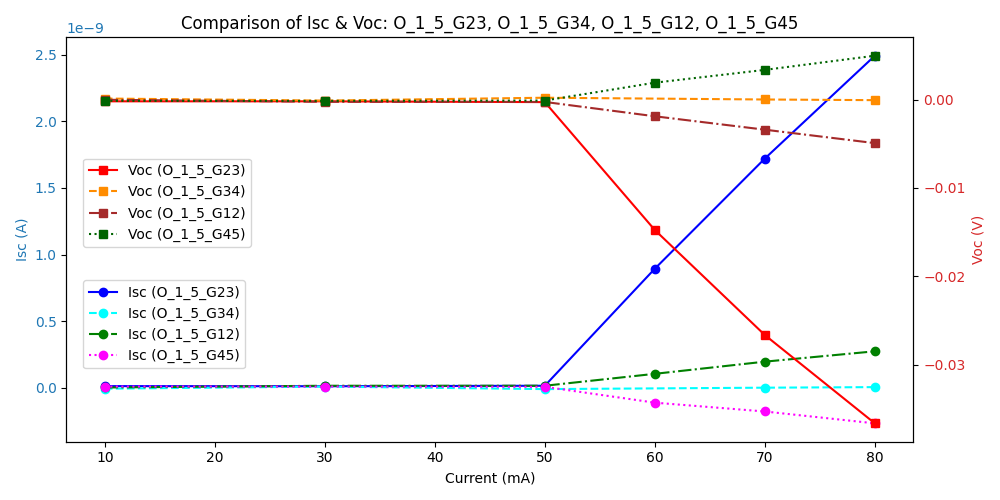 Comparison of Isc & Voc: O_1_5_G23, O_1_5_G34, O_1_5_G12, O_1_5_G45
1e−9
2.5
2.0
1.5
1.0
0.5
0.0
Isc (A)
Voc (O_1_5_G23)
Voc (O_1_5_G34)
Voc (O_1_5_G12)
Voc (O_1_5_G45)
Isc (O_1_5_G23)
Isc (O_1_5_G34)
Isc (O_1_5_G12)
Isc (O_1_5_G45)
0.00
−0.01
−0.02
−0.03
Voc (V)
10 20 30 40 50 60 70 80
Current (mA)